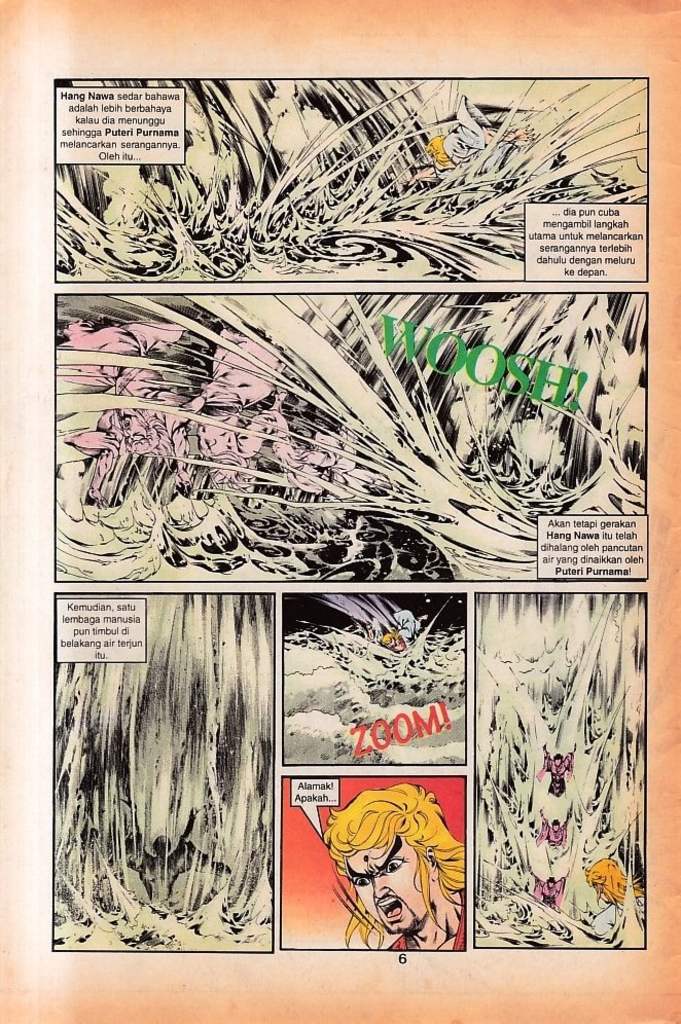 Hang Nawa sedar bahawa
adalah lebih berbahaya
kalau dia menunggu
sehingga Puteri Purnama
melancarkan serangannya.
Oleh itu...
... dia pun cuba
mengambil langkah
utama untuk melancarkan
serangannya terlebih
dahulu dengan meluru
ke depan.
WOOSH!
Akan tetapi gerakan
Hang Nawa itu telah
dihalang oleh pancutan
air yang dinaikkan oleh
Puteri Purnama!
Kemudian, satu
lembaga manusia
pun timbul di
belakang air terjun
itu.
ZOOM!
Alamak!
Apakah...
6